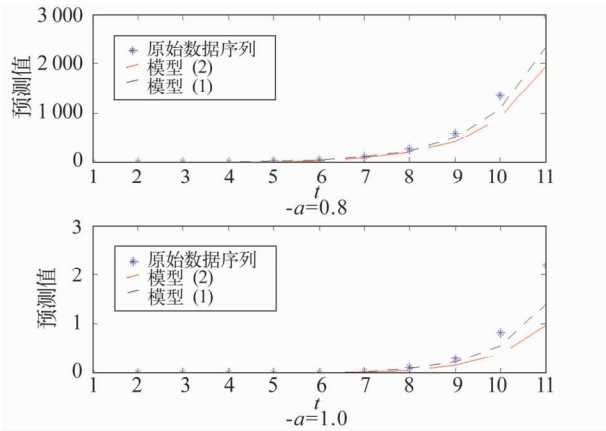 3 000
2 000
1 000
0
预测值
* 原始数据序列
模型 (2)
模型 (1)
1 2 3 4 5 6 7 8 9 10 11
t
-a=0.8
3
2
1
0
预测值
* 原始数据序列
模型 (2)
模型 (1)
1 2 3 4 5 6 7 8 9 10 11
t
-a=1.0